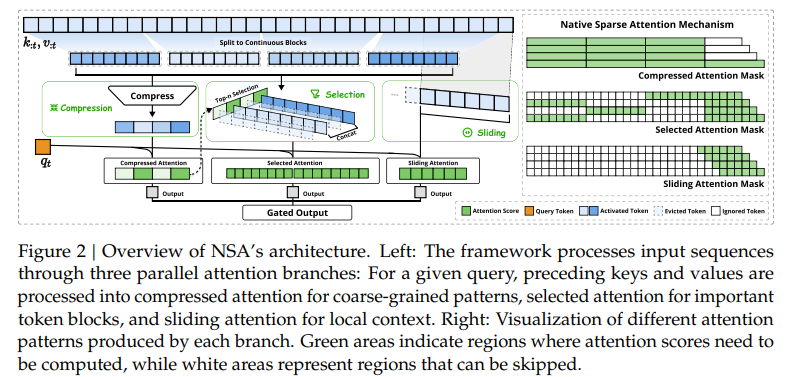 Native Sparse Attention Mechanism
k:t, v:t
Split to Continuous Blocks
Compressed Attention Mask
Compress
Compression
Top-n Selection
Selection
Concat
Sliding
Selected Attention Mask
qt
Compressed Attention
Selected Attention
Sliding Attention
Sliding Attention Mask
Output
Output
Output
Gated Output
Attention Score
Query Token
Activated Token
Evicted Token
Ignored Token
Figure 2 | Overview of NSA's architecture. Left: The framework processes input sequences
through three parallel attention branches: For a given query, preceding keys and values are
processed into compressed attention for coarse-grained patterns, selected attention for important
token blocks, and sliding attention for local context. Right: Visualization of different attention
patterns produced by each branch. Green areas indicate regions where attention scores need to
be computed, while white areas represent regions that can be skipped.